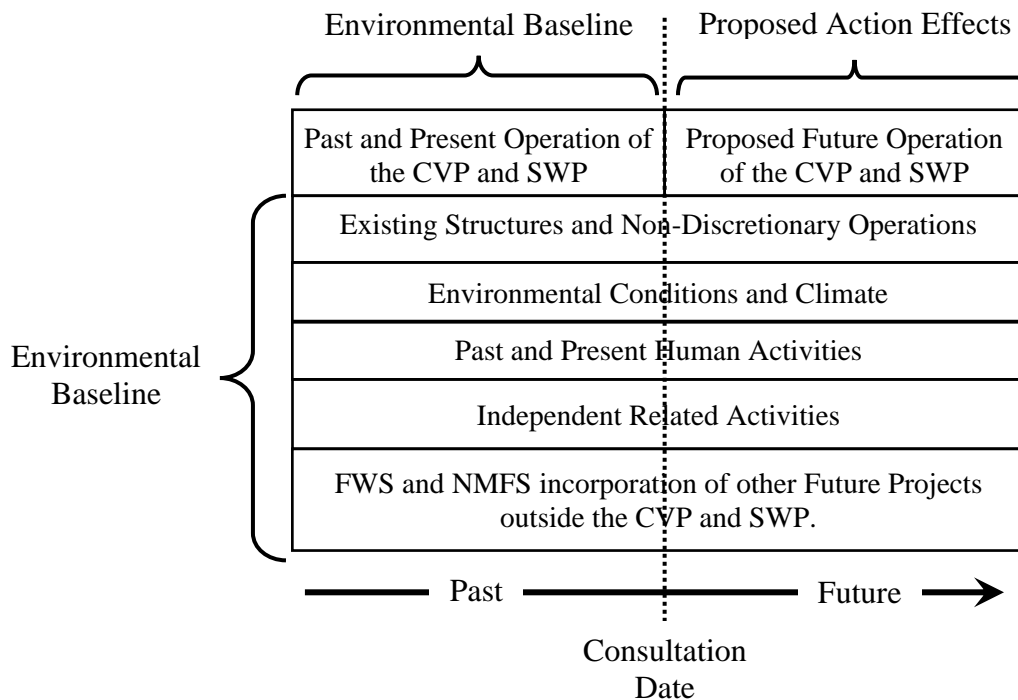 Environmental Baseline
Proposed Action Effects
Past and Present Operation of
the CVP and SWP
Proposed Future Operation
of the CVP and SWP
Existing Structures and Non-Discretionary Operations
Environmental Conditions and Climate
Past and Present Human Activities
Independent Related Activities
FWS and NMFS incorporation of other Future Projects
outside the CVP and SWP.
Environmental
Baseline
Past
Future
Consultation
Date